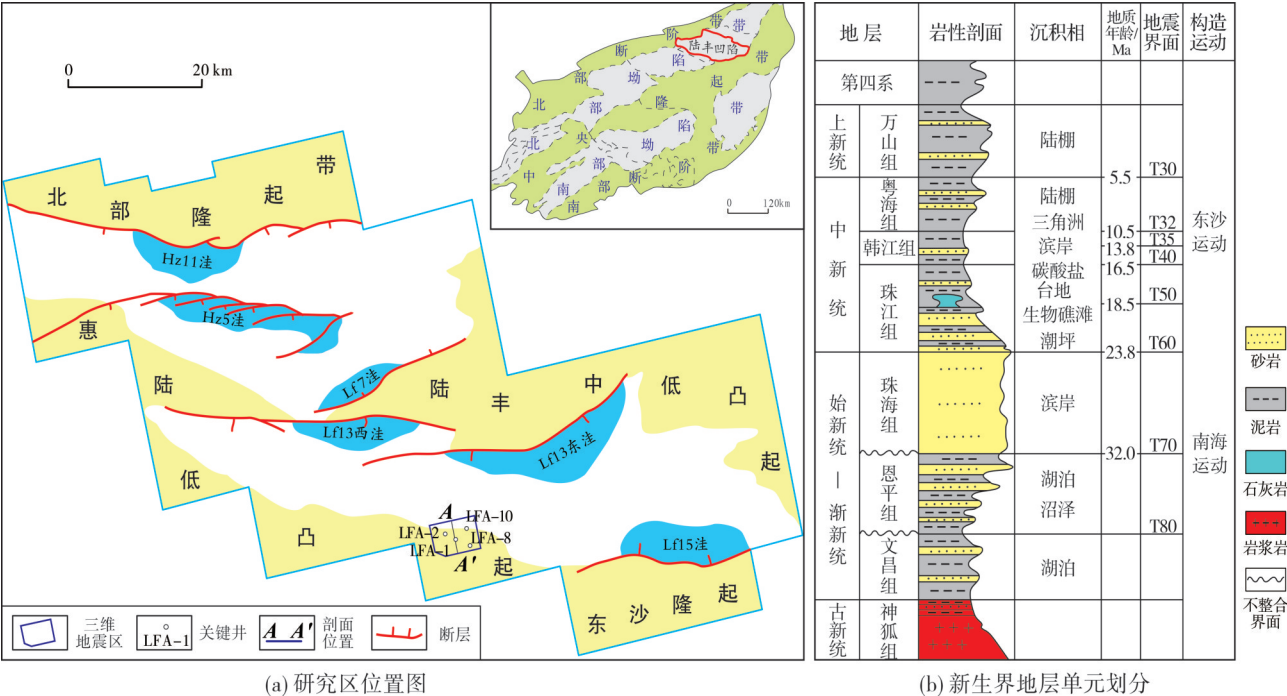 0 20 km
北部隆起带
Hz11洼
Hz5洼
惠陆低凸起
Lf7洼
陆丰中低凸起
Lf13西洼
Lf13东洼
A
LFA-10
LFA-2
LFA-8
LFA-1
A'
Lf15洼
东沙隆起
北部断阶带
北部坳陷带
陆丰凹陷
中央隆起带
南部坳陷带
南部断阶带
0 120km
三维地震区
LFA-1 关键井
A A' 剖面位置
断层
(a) 研究区位置图
地层
岩性剖面
沉积相
地质年龄/Ma
地震界面
构造运动
第四系
上新统
万山组
陆棚
5.5
T30
中新统
粤海组
陆棚
三角洲
10.5
T32
韩江组
滨岸
T35
13.8
T40
16.5
珠江组
碳酸盐
台地
18.5
T50
生物礁滩
潮坪
23.8
T60
东沙运动
始新统—渐新统
珠海组
滨岸
32.0
T70
南海运动
恩平组
湖泊
沼泽
T80
文昌组
湖泊
古新统
神狐组
砂岩
泥岩
石灰岩
岩浆岩
不整合
界面
(b) 新生界地层单元划分